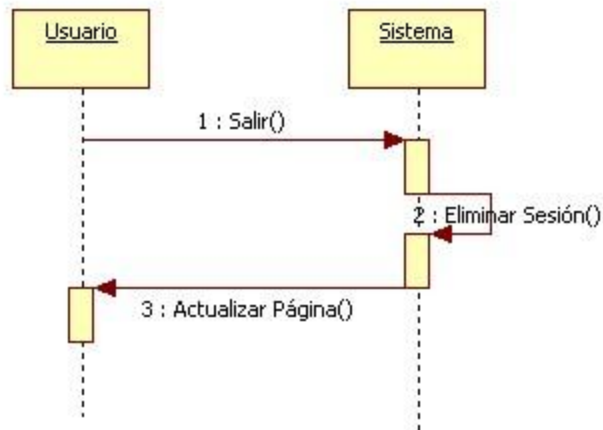 Usuario
Sistema
1 : Salir()
2 : Eliminar Sesión()
3 : Actualizar Página()